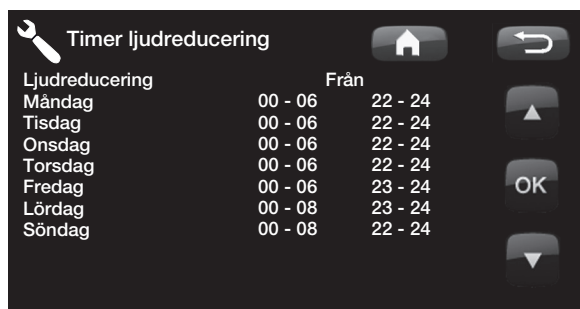 Timer ljudreducering
Ljudreducering Från
Måndag 00 - 06 22 - 24
Tisdag 00 - 06 22 - 24
Onsdag 00 - 06 22 - 24
Torsdag 00 - 06 22 - 24
Fredag 00 - 06 23 - 24
Lördag 00 - 08 23 - 24
Söndag 00 - 08 22 - 24
OK